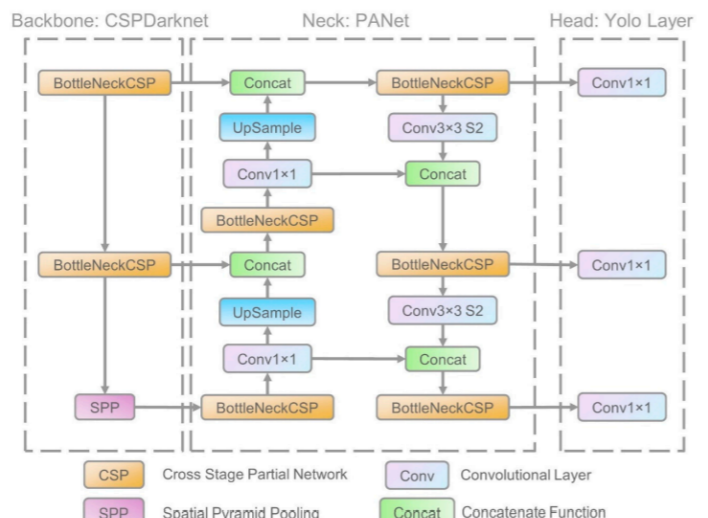 Backbone: CSPDarknet Neck: PANet Head: Yolo Layer
BottleNeckCSP Concat BottleNeckCSP Conv1×1
UpSample Conv3×3 S2
Conv1×1 Concat
BottleNeckCSP
BottleNeckCSP Concat BottleNeckCSP Conv1×1
UpSample Conv3×3 S2
Conv1×1 Concat
SPP BottleNeckCSP BottleNeckCSP Conv1×1
CSP Cross Stage Partial Network Conv Convolutional Layer
SPP Spatial Pyramid Pooling Concat Concatenate Function